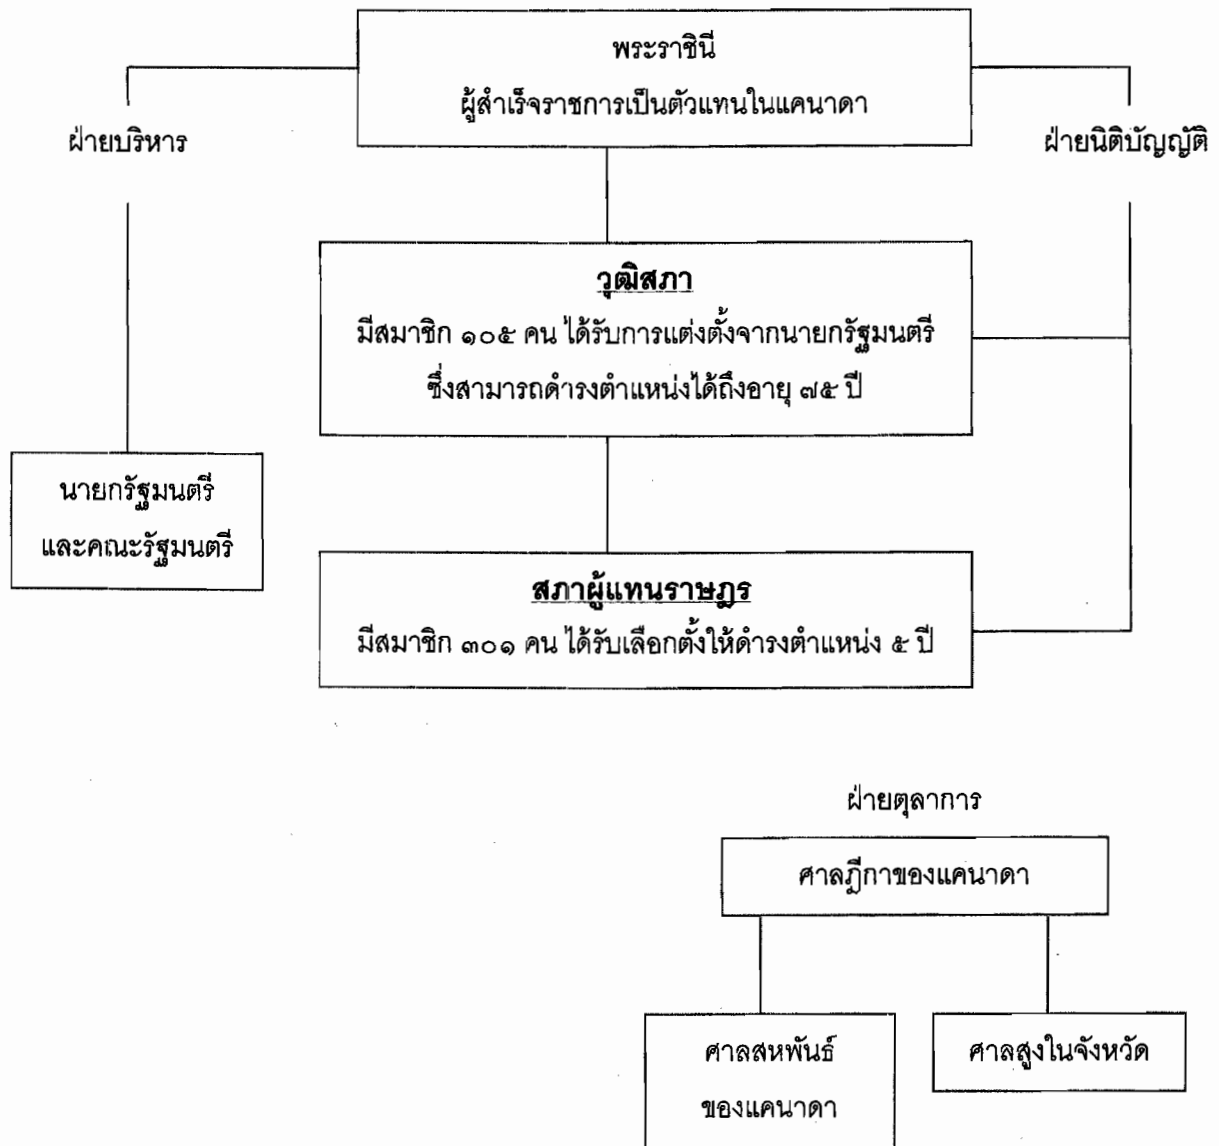 พระราชินี
ผู้สำเร็จราชการเป็นตัวแทนในแคนาดา
ฝ่ายบริหาร
ฝ่ายนิติบัญญัติ
วุฒิสภา
มีสมาชิก ๑๐๕ คน ได้รับการแต่งตั้งจากนายกรัฐมนตรี
ซึ่งสามารถดำรงตำแหน่งได้ถึงอายุ ๗๕ ปี
นายกรัฐมนตรี
และคณะรัฐมนตรี
สภาผู้แทนราษฎร
มีสมาชิก ๓๐๑ คน ได้รับเลือกตั้งให้ดำรงตำแหน่ง ๕ ปี
ฝ่ายตุลาการ
ศาลฎีกาของแคนาดา
ศาลสหพันธ์
ของแคนาดา
ศาลสูงในจังหวัด